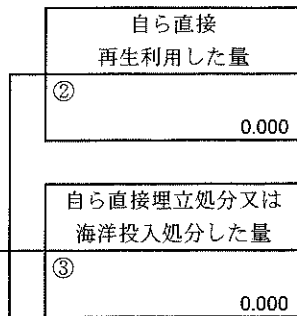 自ら直接
再生利用した量
②
0.000
自ら直接埋立処分又は
海洋投入処分した量
③
0.000